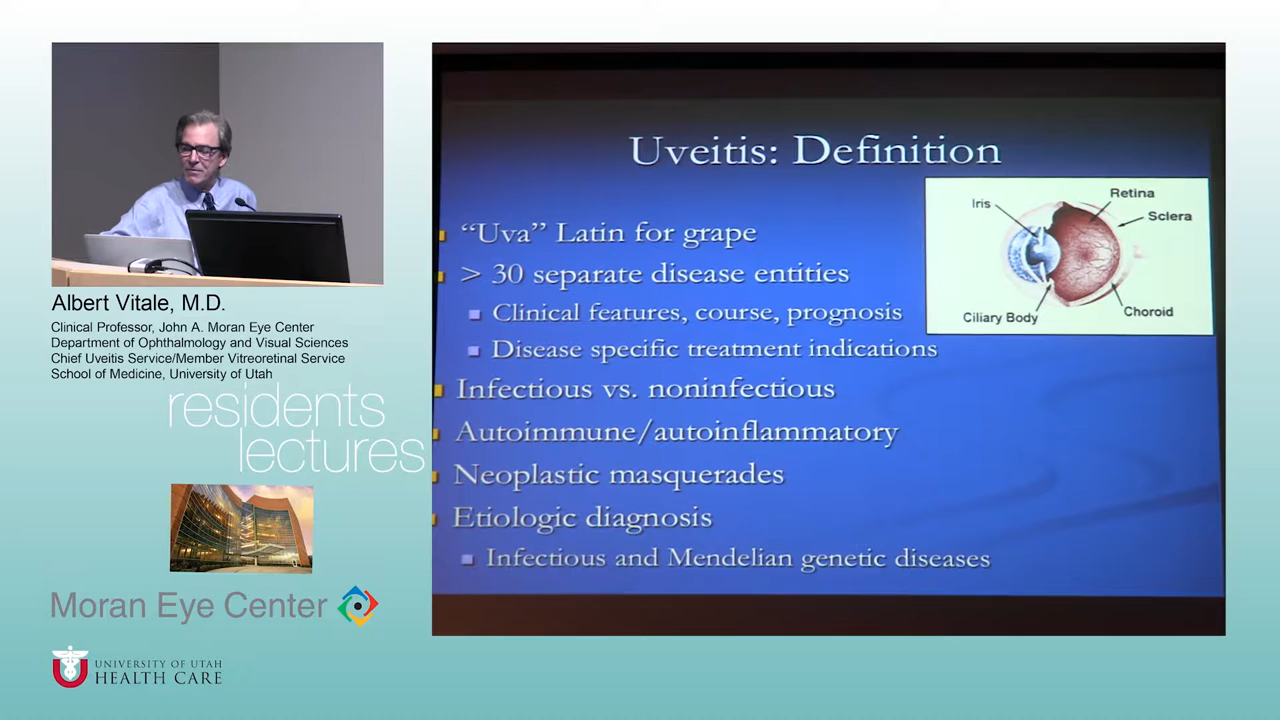 Albert Vitale, M.D.
Clinical Professor, John A. Moran Eye Center
Department of Ophthalmology and Visual Sciences
Chief Uveitis Service/Member Vitreoretinal Service
School of Medicine, University of Utah
residents
lectures
Moran Eye Center
UNIVERSITY OF UTAH
HEALTH CARE
Uveitis: Definition
“Uva” Latin for grape
> 30 separate disease entities
Clinical features, course, prognosis
Disease specific treatment indications
Infectious vs. noninfectious
Autoimmune/autoinflammatory
Neoplastic masquerades
Etiologic diagnosis
Infectious and Mendelian genetic diseases
Iris
Retina
Sclera
Ciliary Body
Choroid